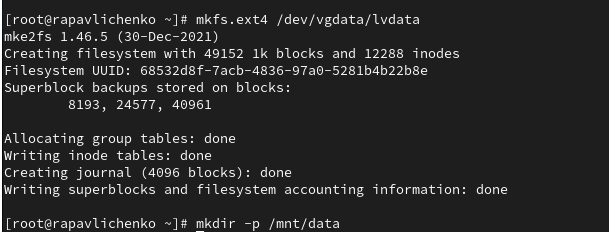 [root@rapavlichenko ~]# mkfs.ext4 /dev/vgdata/lvdata
mke2fs 1.46.5 (30-Dec-2021)
Creating filesystem with 49152 1k blocks and 12288 inodes
Filesystem UUID: 68532d8f-7acb-4836-97a0-5281b4b22b8e
Superblock backups stored on blocks:
        8193, 24577, 40961

Allocating group tables: done
Writing inode tables: done
Creating journal (4096 blocks): done
Writing superblocks and filesystem accounting information: done

[root@rapavlichenko ~]# mkdir -p /mnt/data